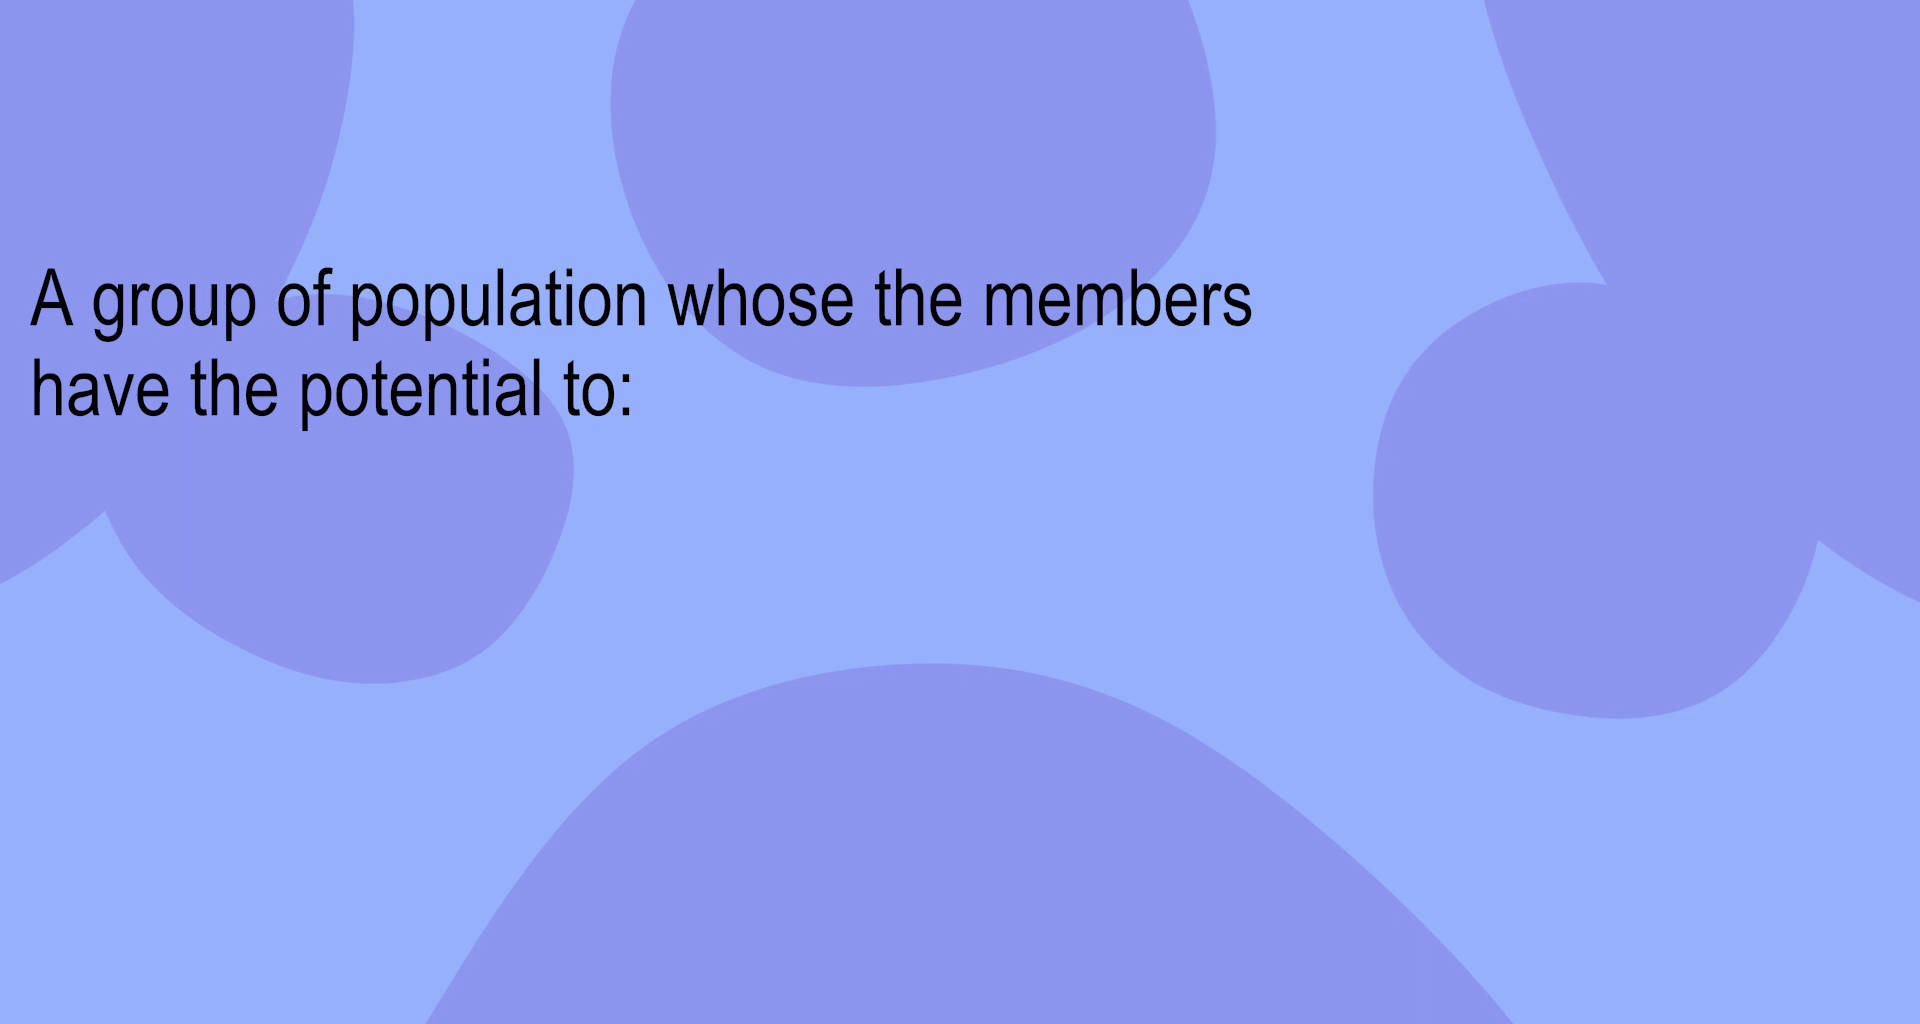 A group of population whose the members
have the potential to: